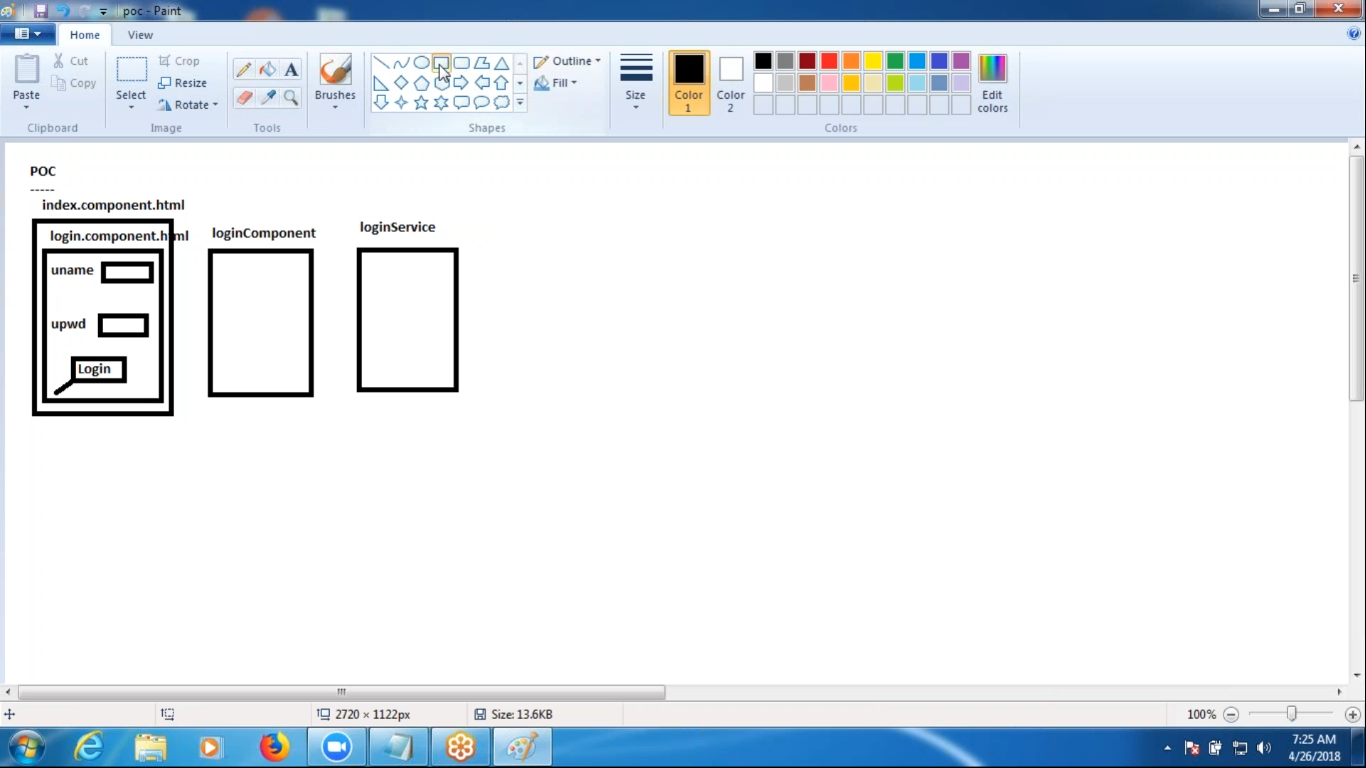 poc - Paint
Home
View
Paste
Cut
Copy
Clipboard
Select
Crop
Resize
Rotate
Image
A
Tools
Brushes
Shapes
Outline
Fill
Size
Color 1
Color 2
Edit colors
Colors
POC
-----
index.component.html
login.component.html
loginComponent
loginService
uname
upwd
Login
2720 × 1122px
Size: 13.6KB
100%
7:25 AM
4/26/2018